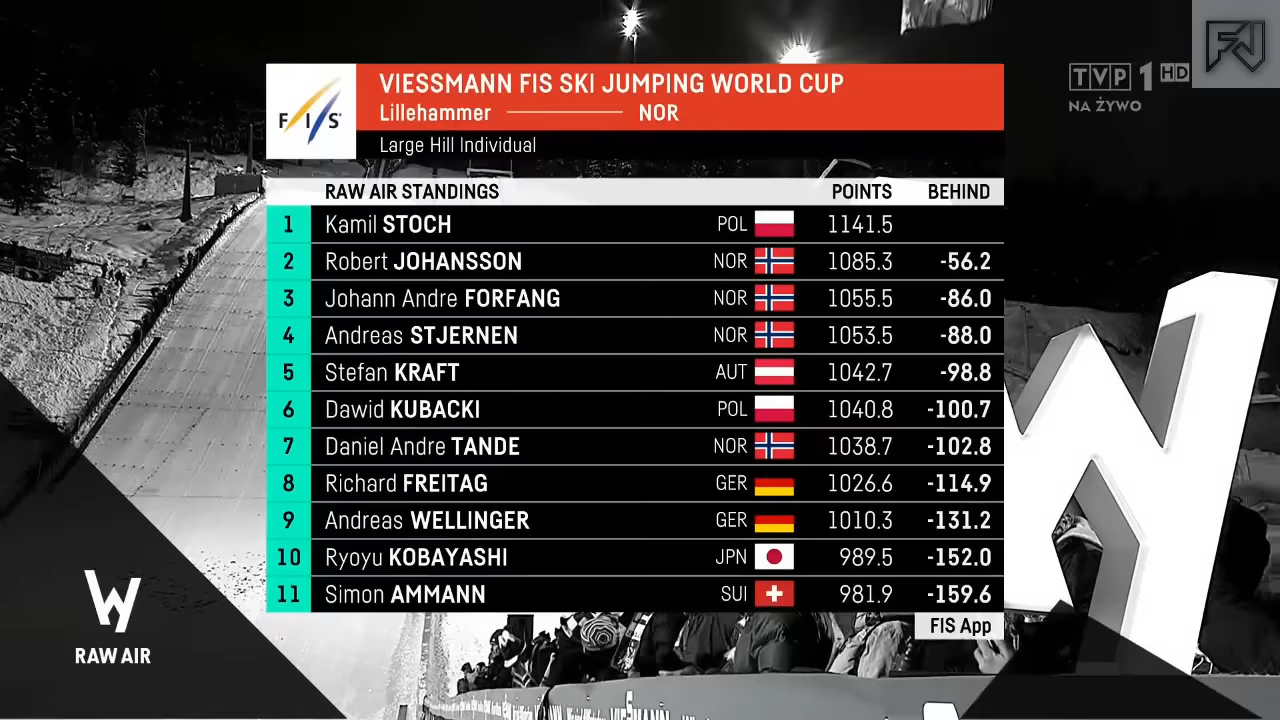 FIS
VIESSMANN FIS SKI JUMPING WORLD CUP
Lillehammer NOR
Large Hill Individual
TVP 1 HD
NA ŻYWO
RAW AIR STANDINGS POINTS BEHIND
1 Kamil STOCH POL 1141.5
2 Robert JOHANSSON NOR 1085.3 -56.2
3 Johann Andre FORFANG NOR 1055.5 -86.0
4 Andreas STJERNEN NOR 1053.5 -88.0
5 Stefan KRAFT AUT 1042.7 -98.8
6 Dawid KUBACKI POL 1040.8 -100.7
7 Daniel Andre TANDE NOR 1038.7 -102.8
8 Richard FREITAG GER 1026.6 -114.9
9 Andreas WELLINGER GER 1010.3 -131.2
10 Ryoyu KOBAYASHI JPN 989.5 -152.0
11 Simon AMMANN SUI 981.9 -159.6
FIS App
RAW AIR